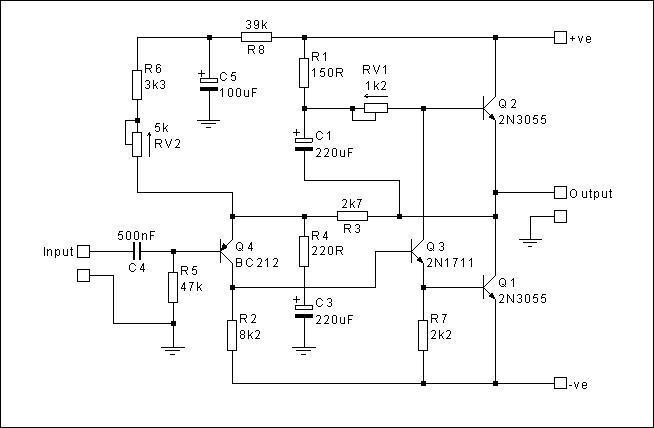 39k
R8
+ve
R6
3k3
+
C5
100uF
R1
150R
RV1
1k2
Q2
2N3055
5k
RV2
+
C1
220uF
2k7
R3
Output
Input
500nF
C4
Q4
BC212
R4
220R
Q3
2N1711
R5
47k
Q1
2N3055
+
C3
220uF
R2
8k2
R7
2k2
-ve